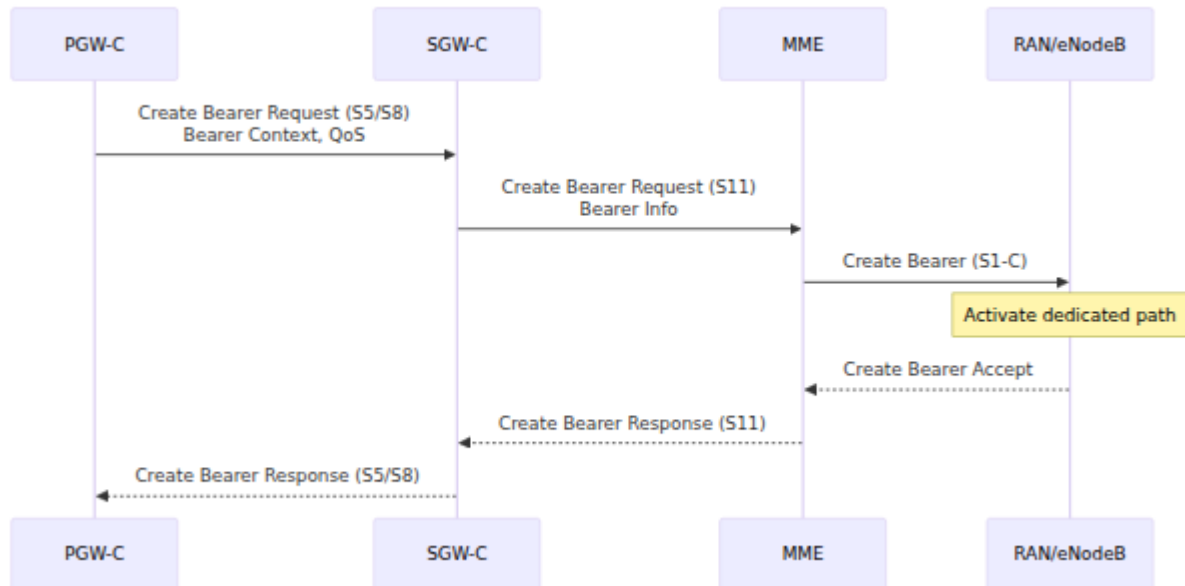 PGW-C
SGW-C
MME
RAN/eNodeB
Create Bearer Request (S5/S8)
Bearer Context, QoS
Create Bearer Request (S11)
Bearer Info
Create Bearer (S1-C)
Activate dedicated path
Create Bearer Accept
Create Bearer Response (S11)
Create Bearer Response (S5/S8)
PGW-C
SGW-C
MME
RAN/eNodeB